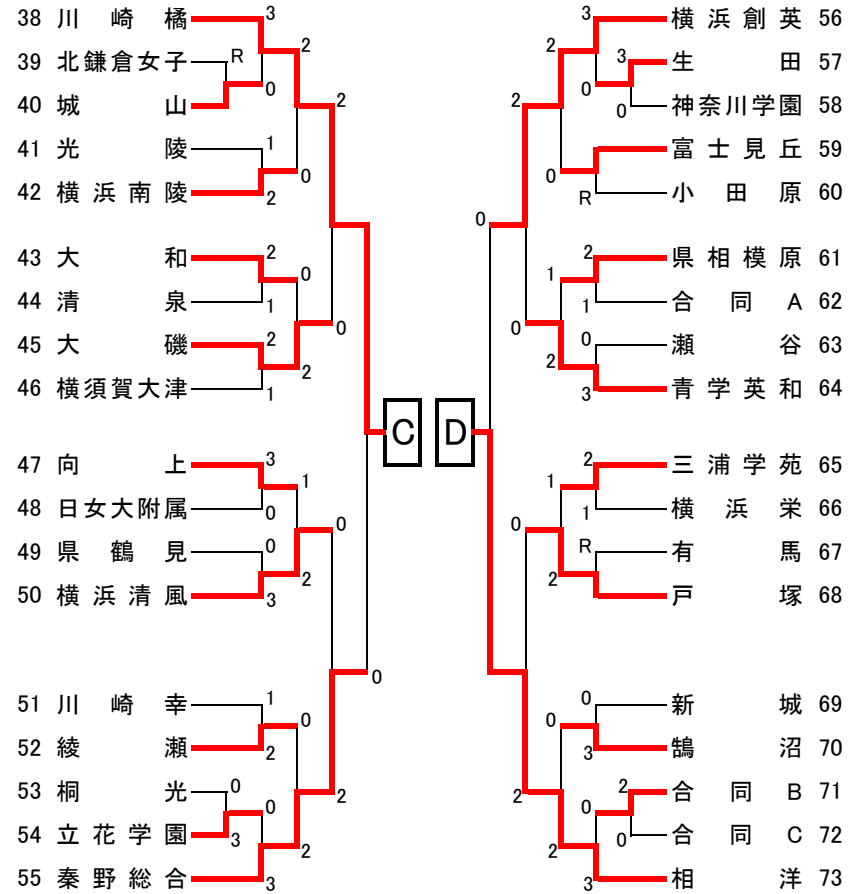 38 川崎橘 3
39 北鎌倉女子 R
40 城山 0
41 光陵 1
42 横浜南陵 2
2
0
2
43 大和 2
44 清泉 1
45 大磯 2
46 横須賀大津 1
0
2
0
47 向上 3
48 日女大附属 0
49 県鶴見 0
50 横浜清風 3
1
2
0
51 川崎幸 1
52 綾瀬 2
53 桐光 0
54 立花学園 3
55 秦野総合 3
0
0
2
2
0
C
D
3 横浜創英 56
3 生田 57
0 神奈川学園 58
0
富士見丘 59
R 小田原 60
2
0
2
0
2 県相模原 61
1 合同A 62
0 瀬谷 63
3 青学英和 64
1
2
0
2 三浦学苑 65
1 横浜栄 66
R 有馬 67
戸塚 68
1
2
0
0 新城 69
3 鵠沼 70
2 合同B 71
0 合同C 72
3 相洋 73
0
0
2
2